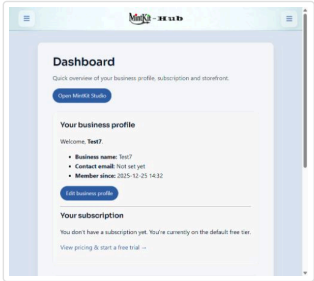 MintKit - Hub
Dashboard
Quick overview of your business profile, subscription and storefront.
Open MintKit Studio
Your business profile
Welcome, Test7.
Business name: Test7
Contact email: Not set yet
Member since: 2025-12-25 14:32
Edit business profile
Your subscription
You don't have a subscription yet. You're currently on the default free tier.
View pricing & start a free trial →